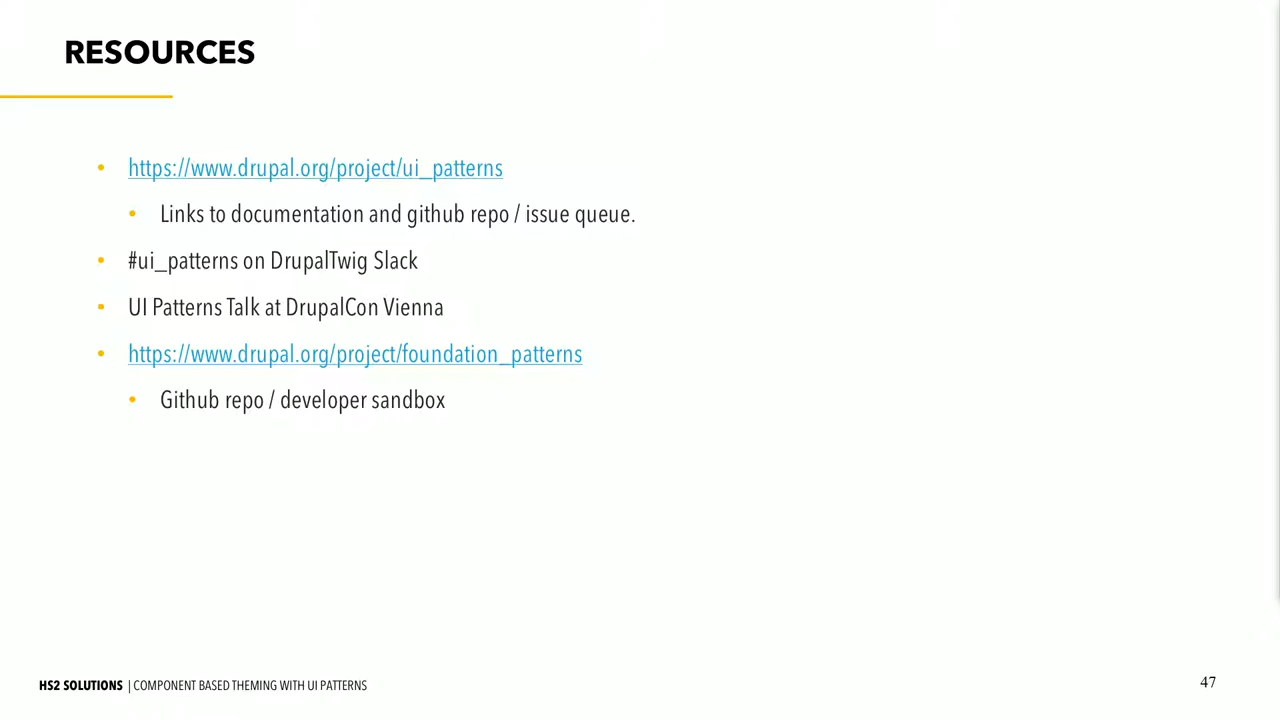 RESOURCES
• https://www.drupal.org/project/ui_patterns
• Links to documentation and github repo / issue queue.
• #ui_patterns on DrupalTwig Slack
• UI Patterns Talk at DrupalCon Vienna
• https://www.drupal.org/project/foundation_patterns
• Github repo / developer sandbox
HS2 SOLUTIONS | COMPONENT BASED THEMING WITH UI PATTERNS
47